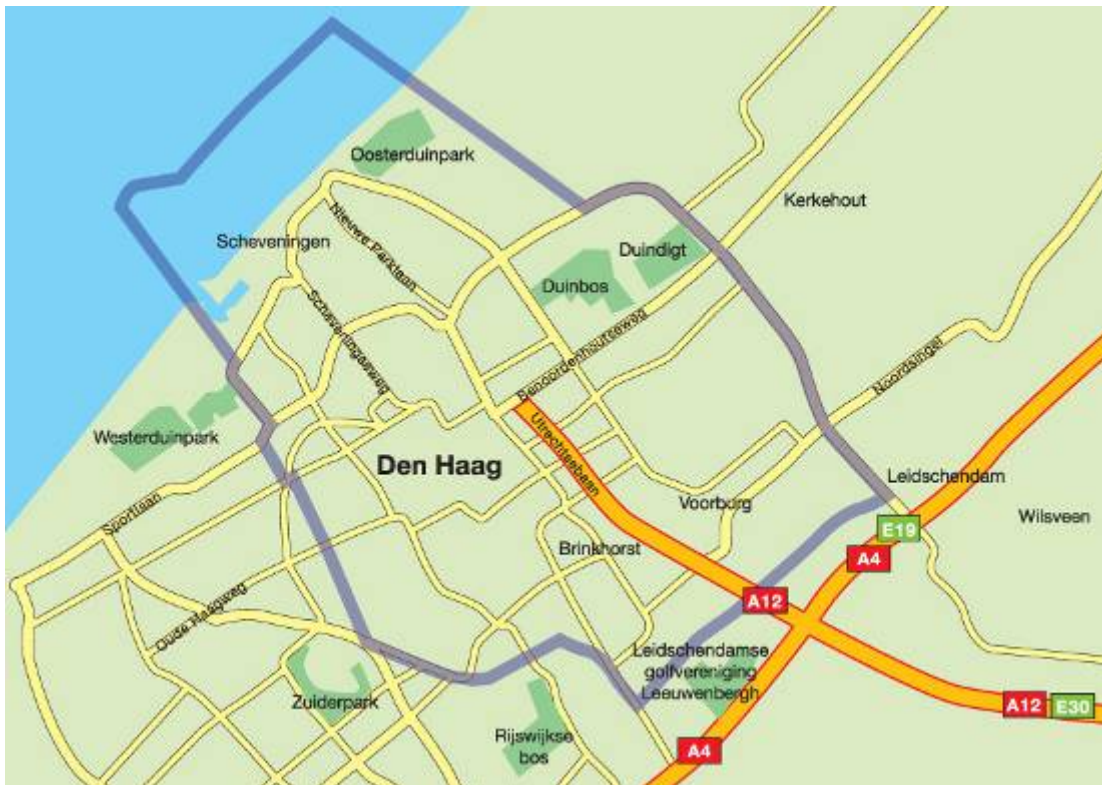 Oosterduinpark
Kerkehout
Nieuwe Parklaan
Scheveningen
Duindigt
Duinbos
Scheveningseweg
Benoordenhoutseweg
Noordsingel
Westerduinpark
Utrechtsebaan
Den Haag
Leidschendam
Sportlaan
Voorburg
Wilsveen
E19
Brinkhorst
A4
A12
Oude Haagweg
Leidschendamse
golfvereniging
Leeuwenbergh
Zuiderpark
A12
E30
Rijswijkse
bos
A4